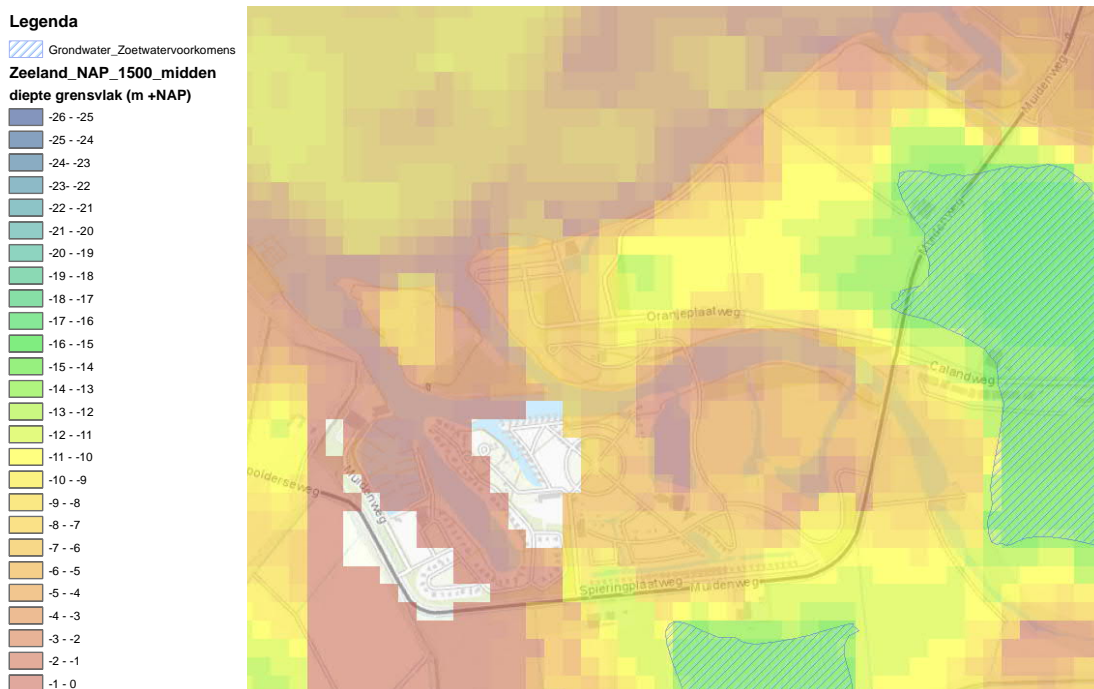 Legenda
Grondwater_Zoetwatervoorkomens
Zeeland_NAP_1500_midden
diepte grensvlak (m +NAP)
-26 - -25
-25 - -24
-24- -23
-23- -22
-22 - -21
-21 - -20
-20 - -19
-19 - -18
-18 - -17
-17 - -16
-16 - -15
-15 - -14
-14 - -13
-13 - -12
-12 - -11
-11 - -10
-10 - -9
-9 - -8
-8 - -7
-7 - -6
-6 - -5
-5 - -4
-4 - -3
-3 - -2
-2 - -1
-1 - 0
Muidenweg
Muidenweg
Oranjeplaatweg
Calandweg
oolderseweg
Muidenweg
Spieringplaatweg
Muidenweg